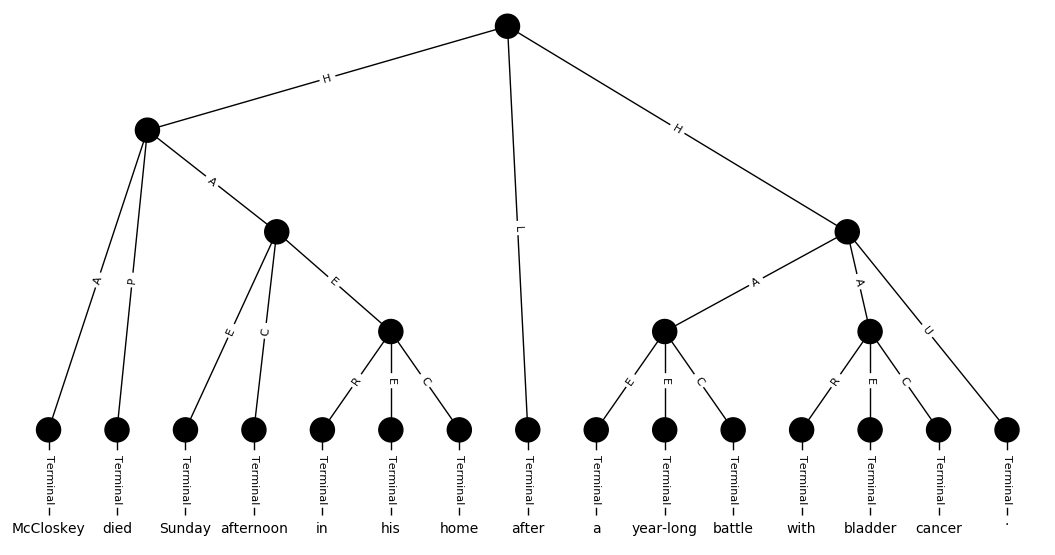 H
H
A
L
A
P
E
A
A
U
E
C
R
E
C
E
E
C
R
E
C
Terminal Terminal Terminal Terminal Terminal Terminal Terminal Terminal Terminal Terminal Terminal Terminal Terminal Terminal Terminal
McCloskey died Sunday afternoon in his home after a year-long battle with bladder cancer .